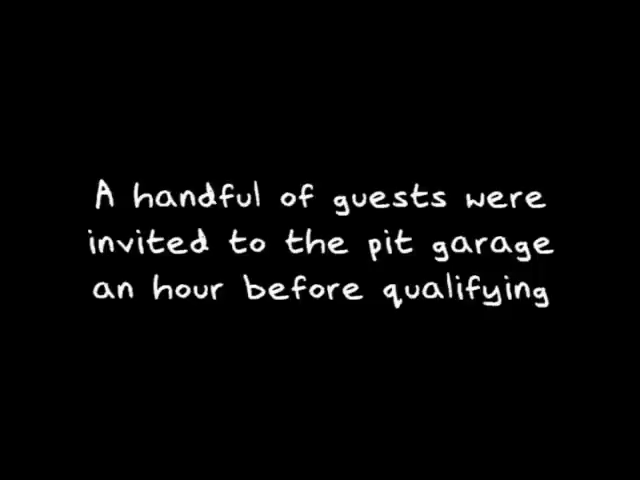 A handful of guests were
invited to the pit garage
an hour before qualifying